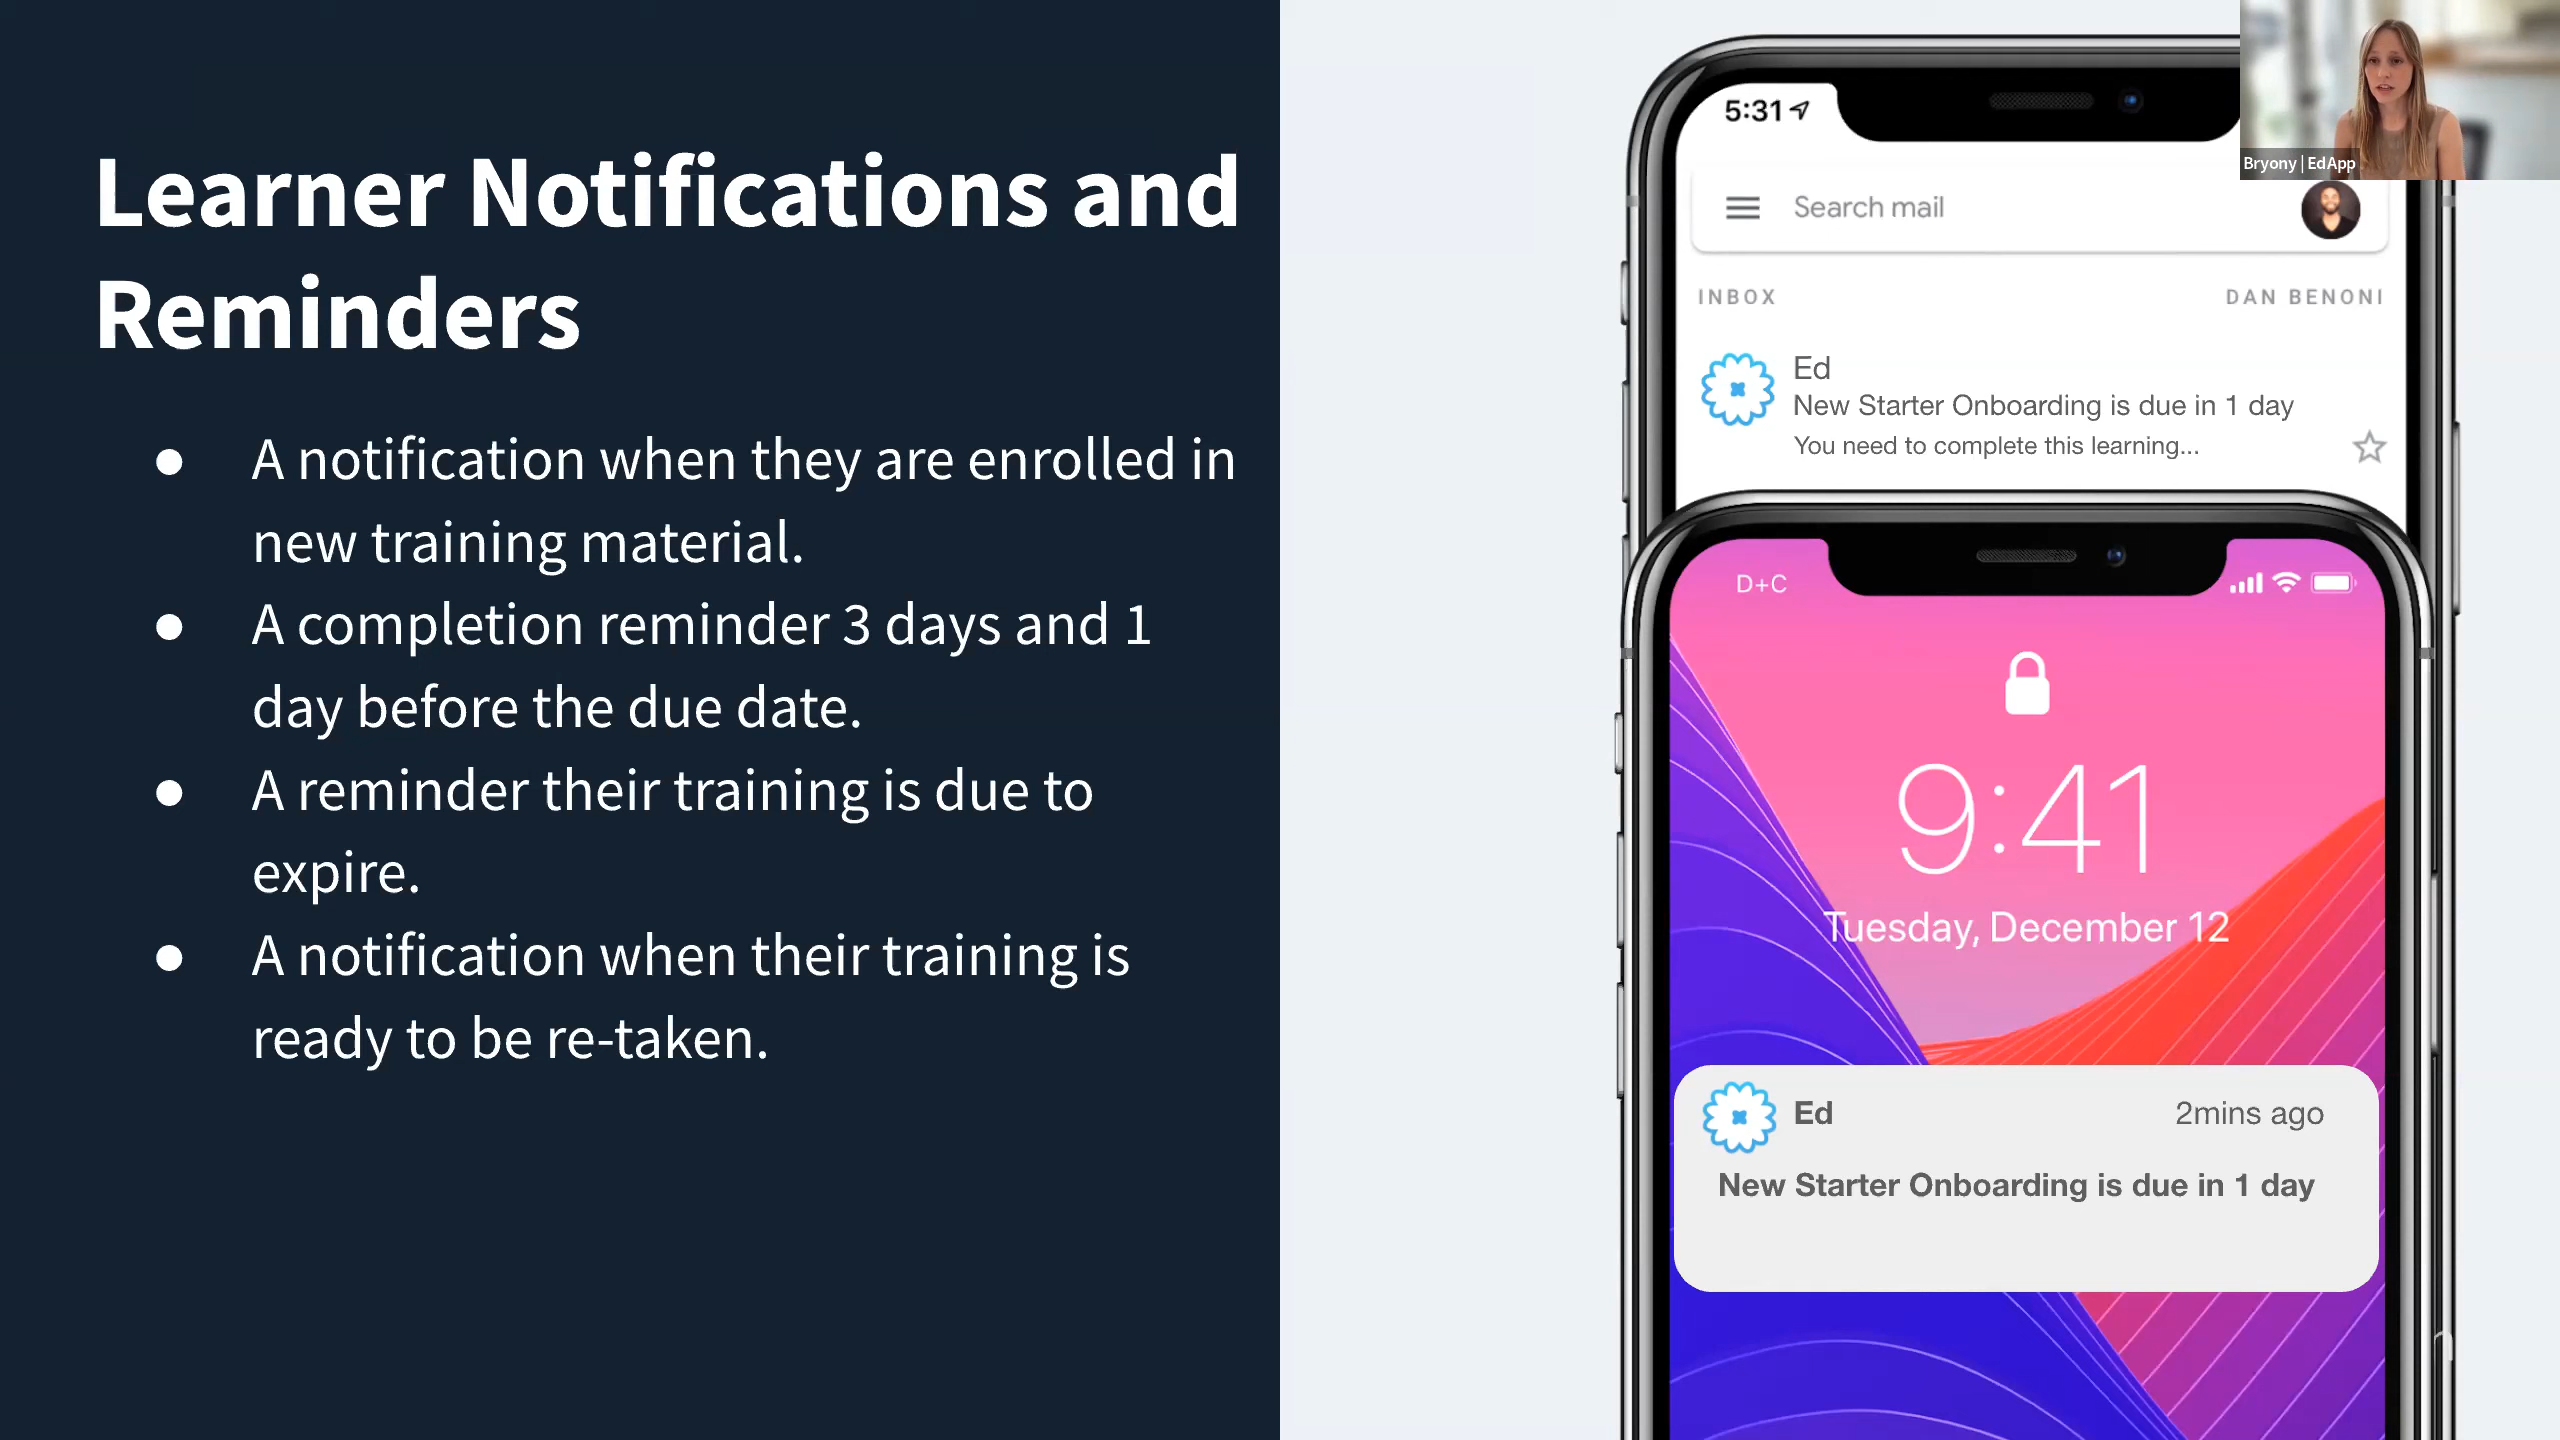 Learner Notifications and
Reminders
● A notification when they are enrolled in
new training material.
● A completion reminder 3 days and 1
day before the due date.
● A reminder their training is due to
expire.
● A notification when their training is
ready to be re-taken.
5:31
Search mail
INBOX DAN BENONI
Ed
New Starter Onboarding is due in 1 day
You need to complete this learning...
D+C
9:41
Tuesday, December 12
Ed 2mins ago
New Starter Onboarding is due in 1 day
Bryony | EdApp